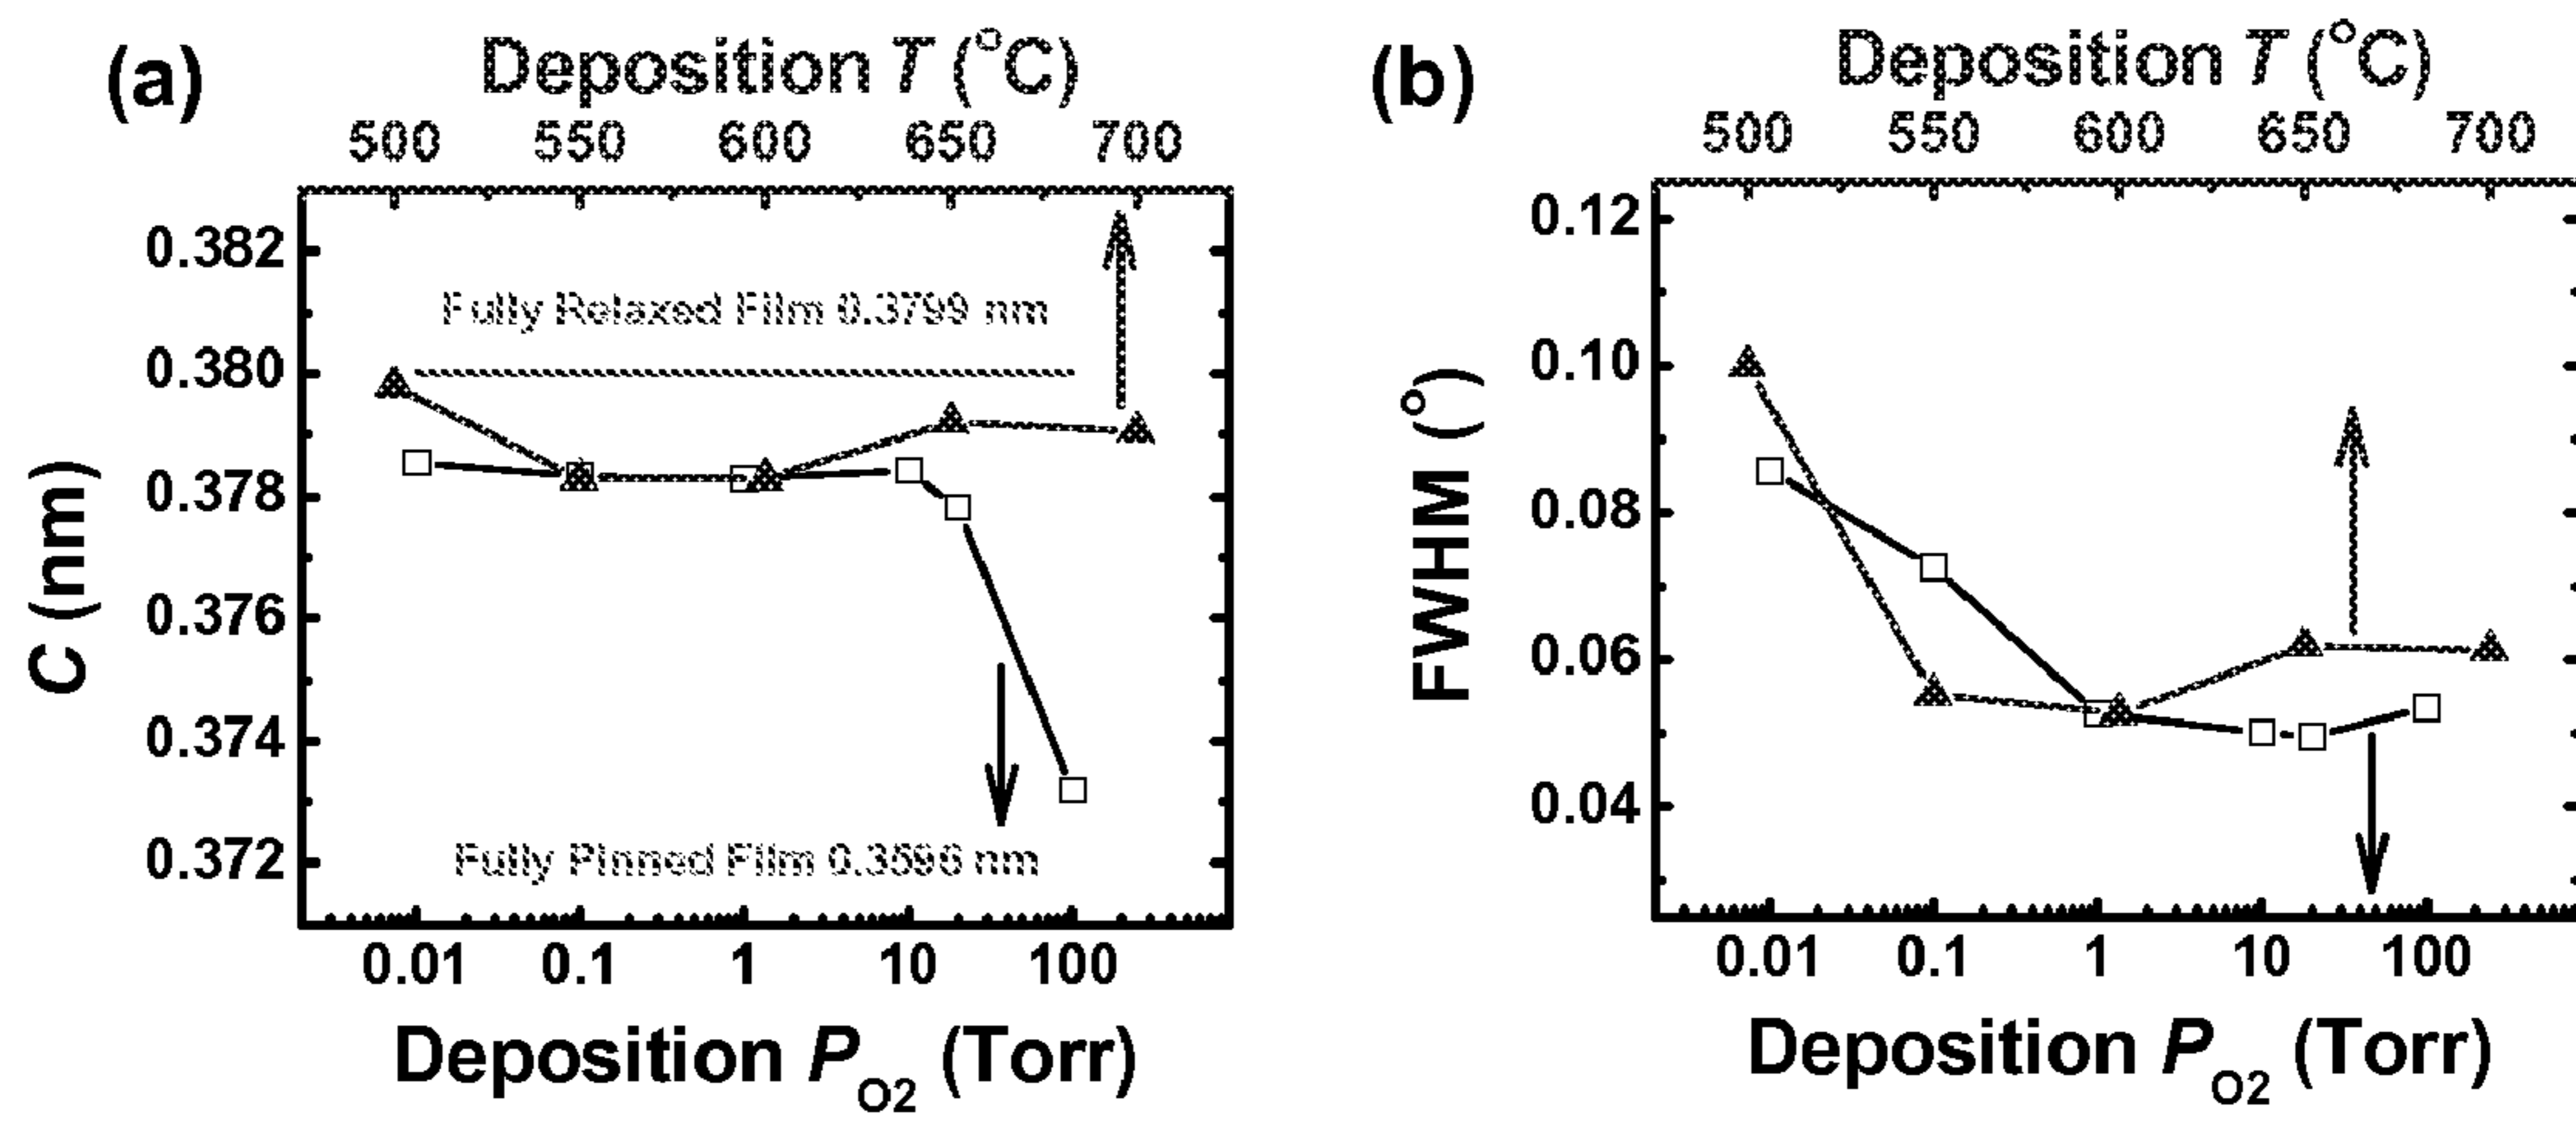 (a)
Deposition T (°C)
500 550 600 650 700
0.382
0.380
0.378
0.376
0.374
0.372
C (nm)
Fully Relaxed Film 0.3799 nm
Fully Pinned Film 0.3696 nm
0.01 0.1 1 10 100
Deposition PO2 (Torr)
(b)
Deposition T (°C)
500 550 600 650 700
0.12
0.10
0.08
0.06
0.04
FWHM (°)
0.01 0.1 1 10 100
Deposition PO2 (Torr)